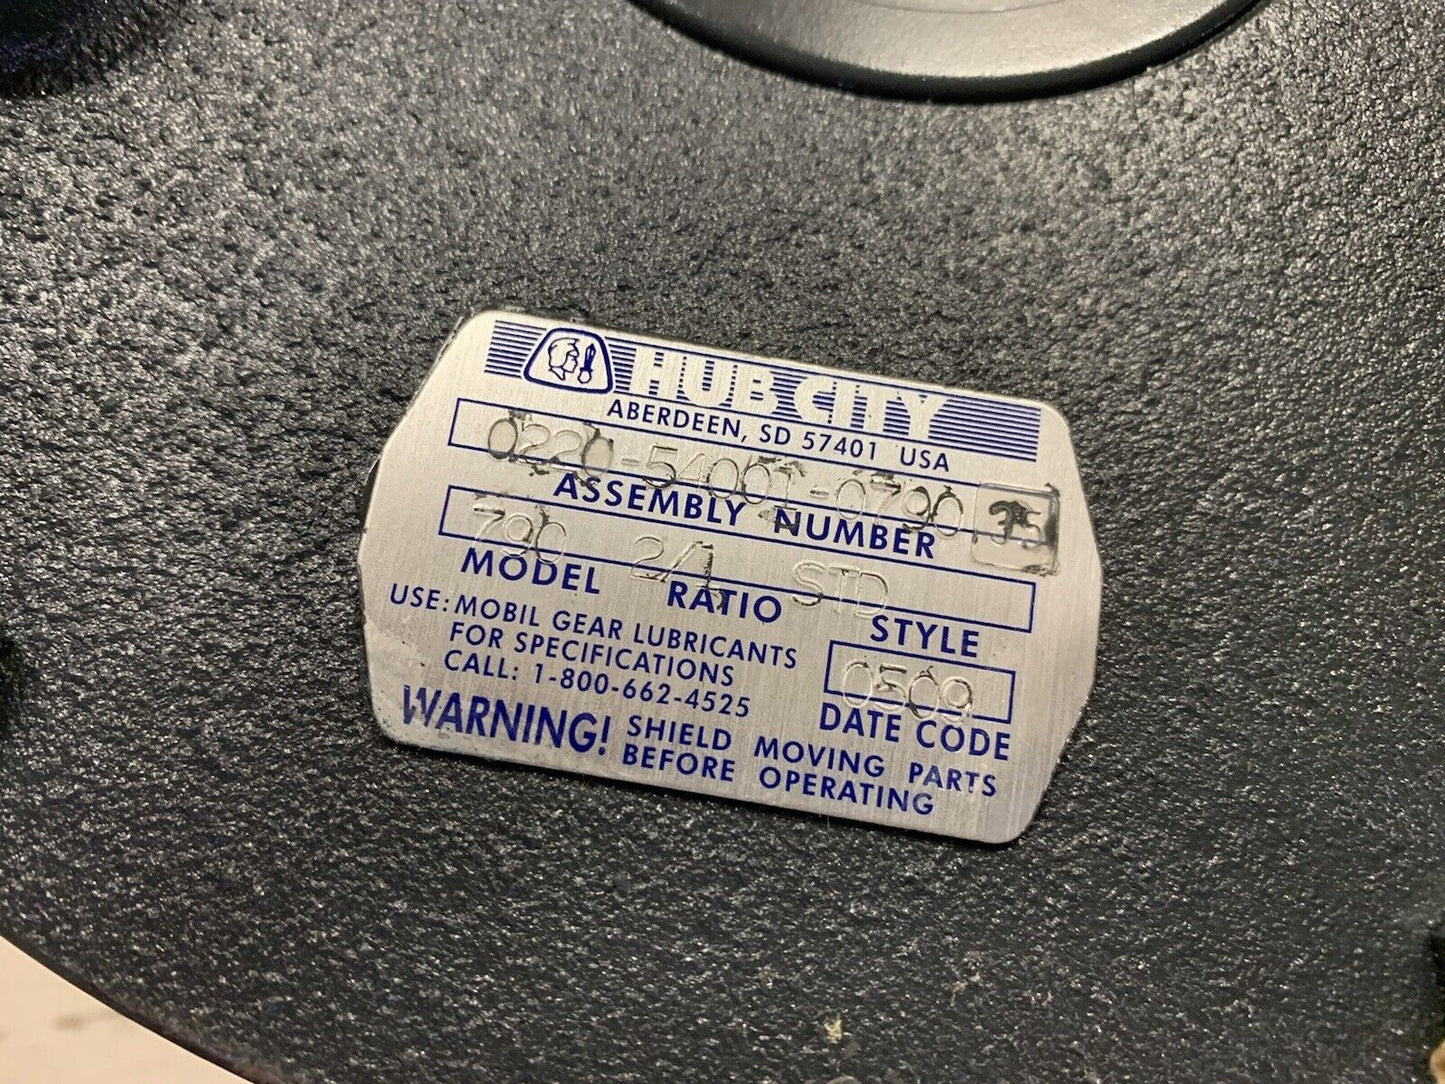 HUB CITY
ABERDEEN, SD 57401 USA
0220-54001-0790 35
ASSEMBLY NUMBER
790 2/1 STD
MODEL RATIO STYLE
USE: MOBIL GEAR LUBRICANTS
FOR SPECIFICATIONS
CALL: 1-800-662-4525
0509
DATE CODE
WARNING! SHIELD MOVING PARTS
BEFORE OPERATING